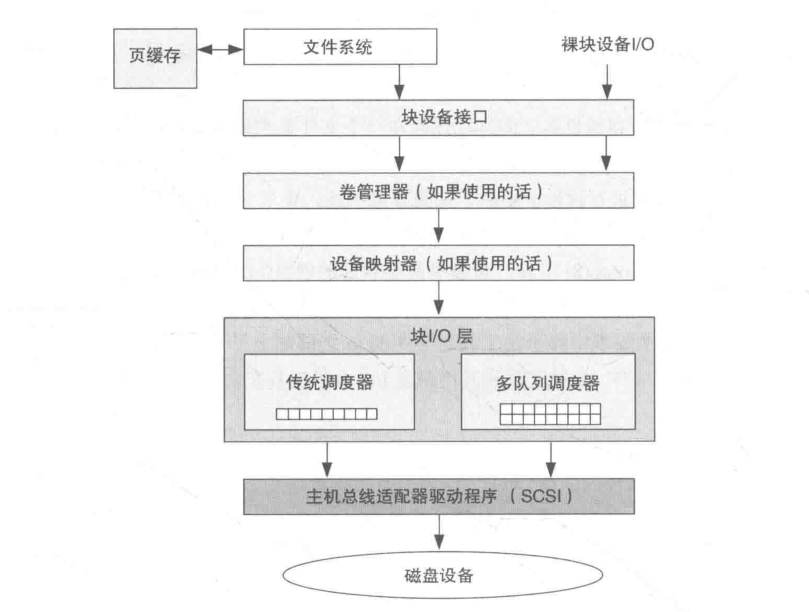 页缓存
文件系统
裸块设备I/O
块设备接口
卷管理器（如果使用的话）
设备映射器（如果使用的话）
块I/O 层
传统调度器
多队列调度器
主机总线适配器驱动程序 （SCSI）
磁盘设备